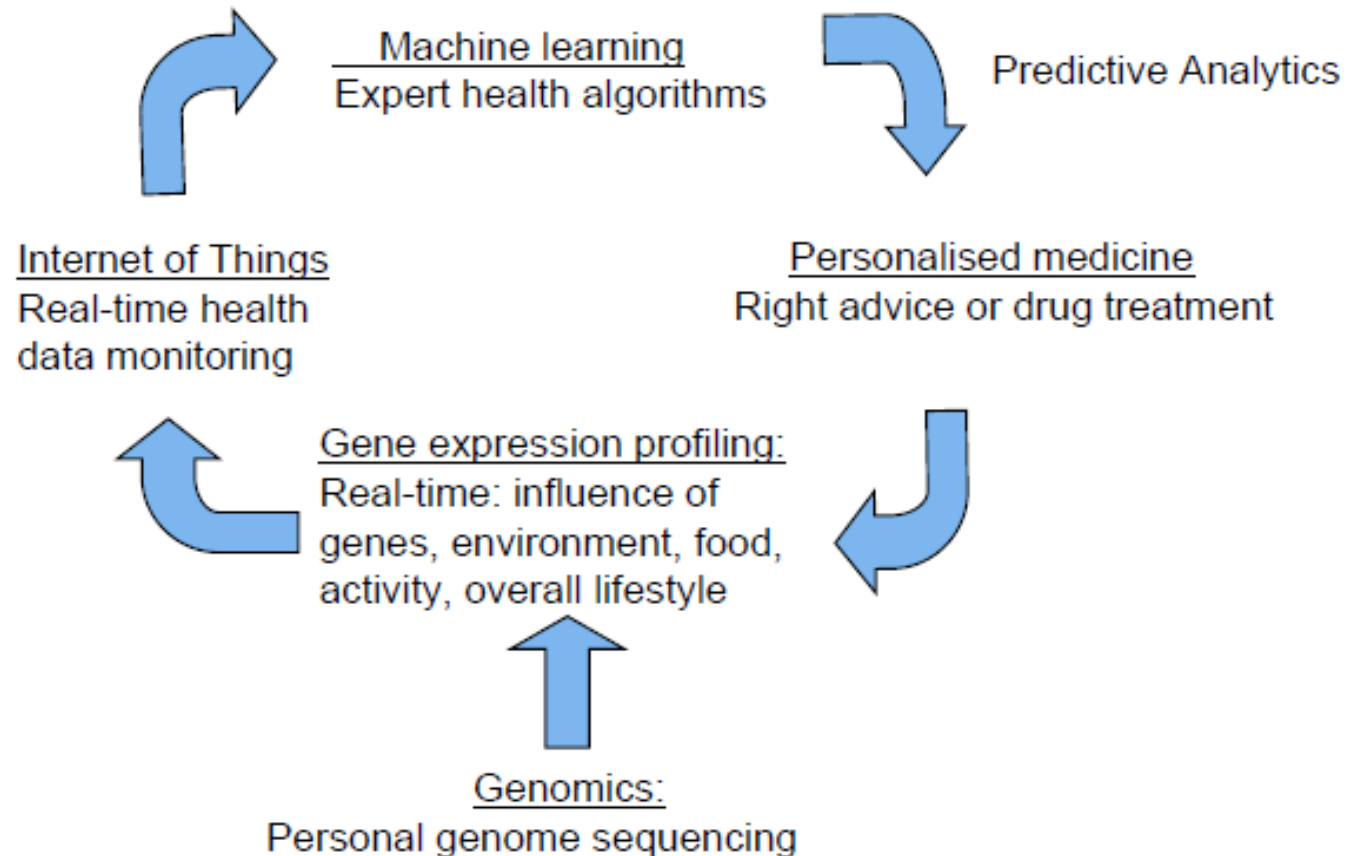 Machine learning
Expert health algorithms
Predictive Analytics
Internet of Things
Real-time health
data monitoring
Personalised medicine
Right advice or drug treatment
Gene expression profiling:
Real-time: influence of
genes, environment, food,
activity, overall lifestyle
Genomics:
Personal genome sequencing